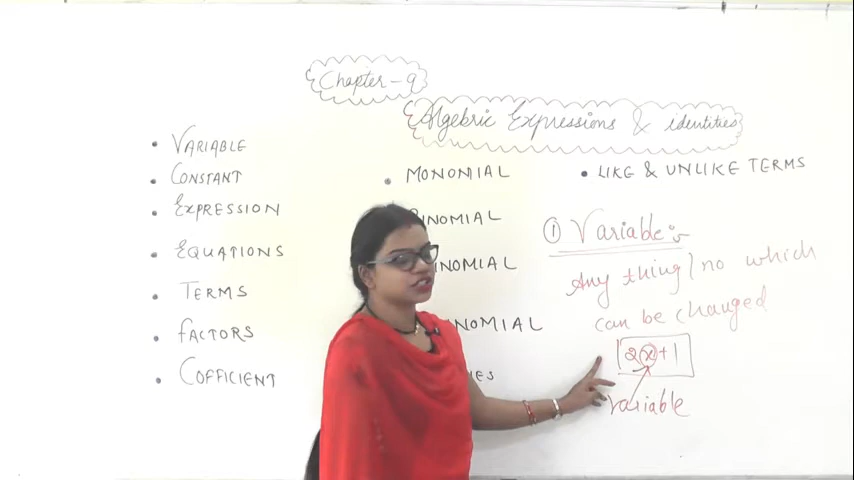 Chapter-9
Algebric Expressions & identities
• VARIABLE
• CONSTANT
• EXPRESSION
• EQUATIONS
• TERMS
• FACTORS
• COFFICIENT
• MONOMIAL
INOMIAL
INOMIAL
NOMIAL
IES
• LIKE & UNLIKE TERMS
① Variable:-
Any thing/no which
can be changed
2x+1
variable